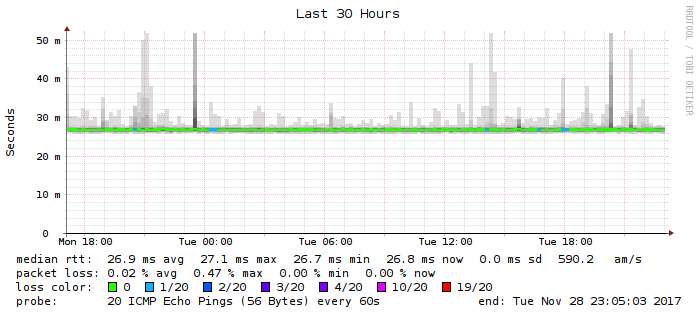 Last 30 Hours
RRDTOOL / TOBI OETIKER
Seconds
50 m
40 m
30 m
20 m
10 m
0
Mon 18:00 Tue 00:00 Tue 06:00 Tue 12:00 Tue 18:00
median rtt: 26.9 ms avg 27.1 ms max 26.7 ms min 26.8 ms now 0.0 ms sd 590.2 am/s
packet loss: 0.02 % avg 0.47 % max 0.00 % min 0.00 % now
loss color: 0 1/20 2/20 3/20 4/20 10/20 19/20
probe: 20 ICMP Echo Pings (56 Bytes) every 60s end: Tue Nov 28 23:05:03 2017